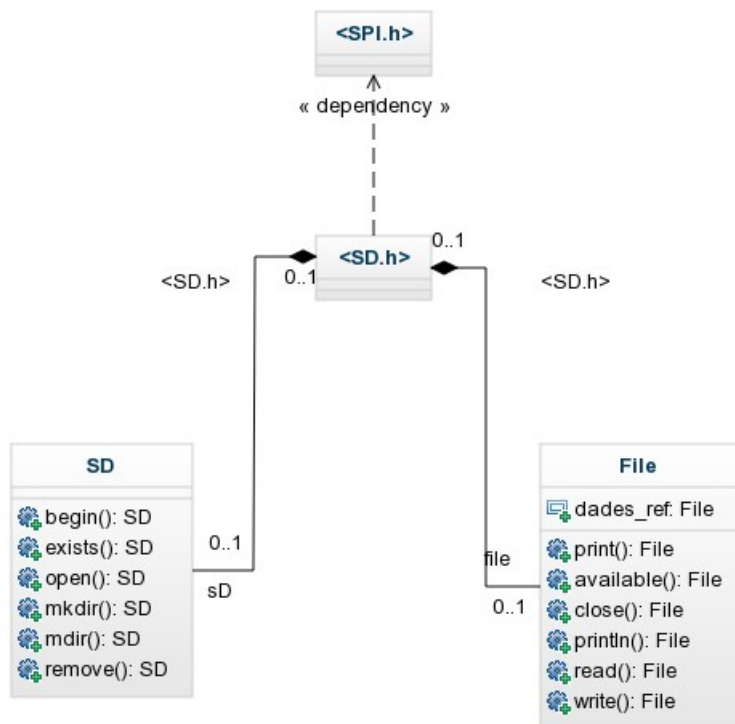 <SPI.h>
« dependency »
0..1
<SD.h>
0..1
<SD.h>
<SD.h>
SD
begin(): SD
exists(): SD
open(): SD
mkdir(): SD
mdir(): SD
remove(): SD
0..1
sD
File
dades_ref: File
print(): File
available(): File
close(): File
println(): File
read(): File
write(): File
file
0..1